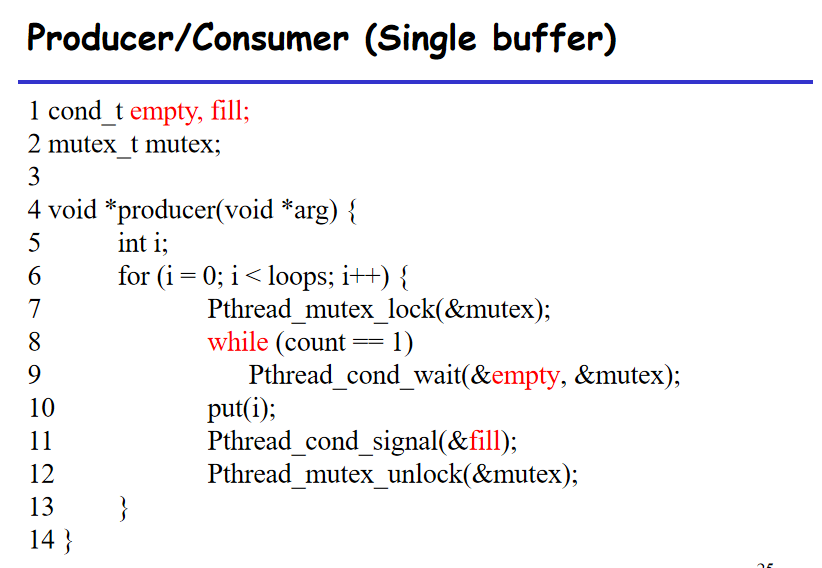 Producer/Consumer (Single buffer)
1 cond_t empty, fill;
2 mutex_t mutex;
3
4 void *producer(void *arg) {
5 int i;
6 for (i = 0; i < loops; i++) {
7 Pthread_mutex_lock(&mutex);
8 while (count == 1)
9 Pthread_cond_wait(&empty, &mutex);
10 put(i);
11 Pthread_cond_signal(&fill);
12 Pthread_mutex_unlock(&mutex);
13 }
14 }